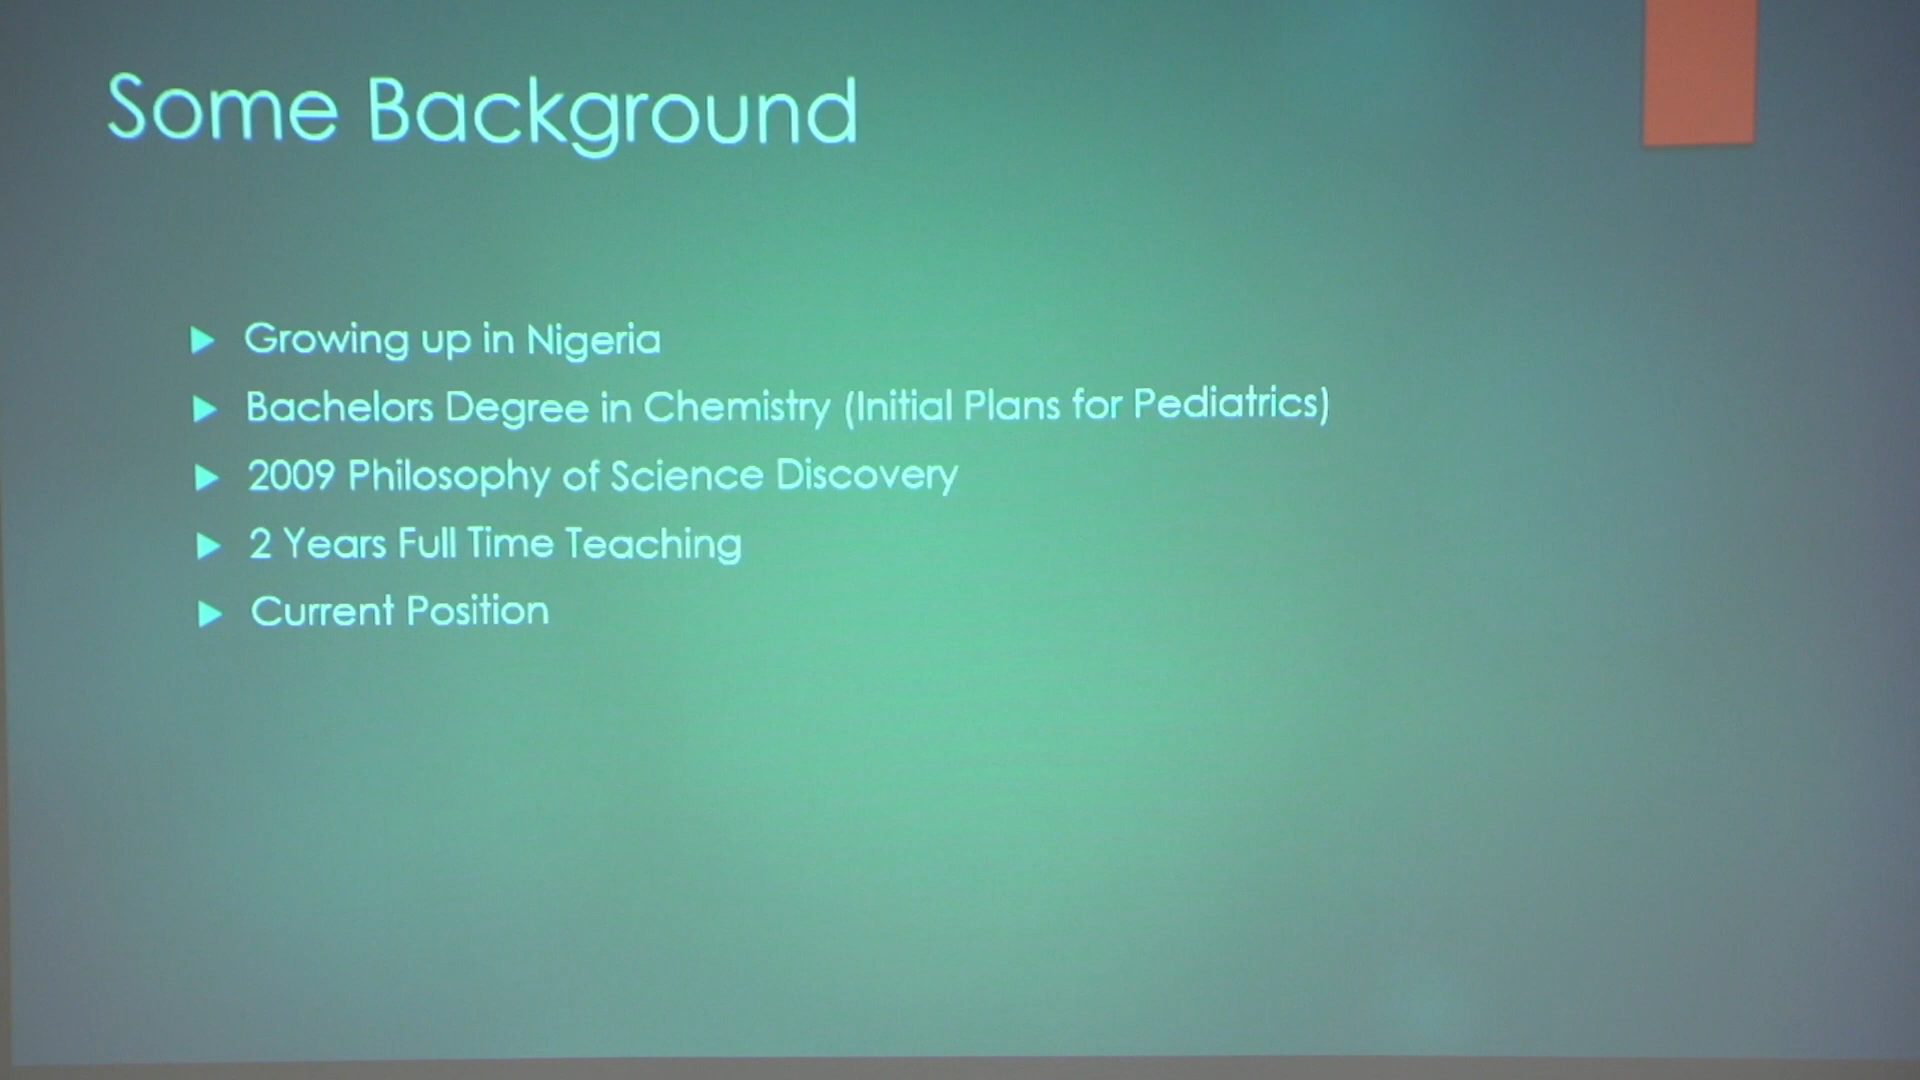 Some Background
Growing up in Nigeria
Bachelors Degree in Chemistry (Initial Plans for Pediatrics)
2009 Philosophy of Science Discovery
2 Years Full Time Teaching
Current Position